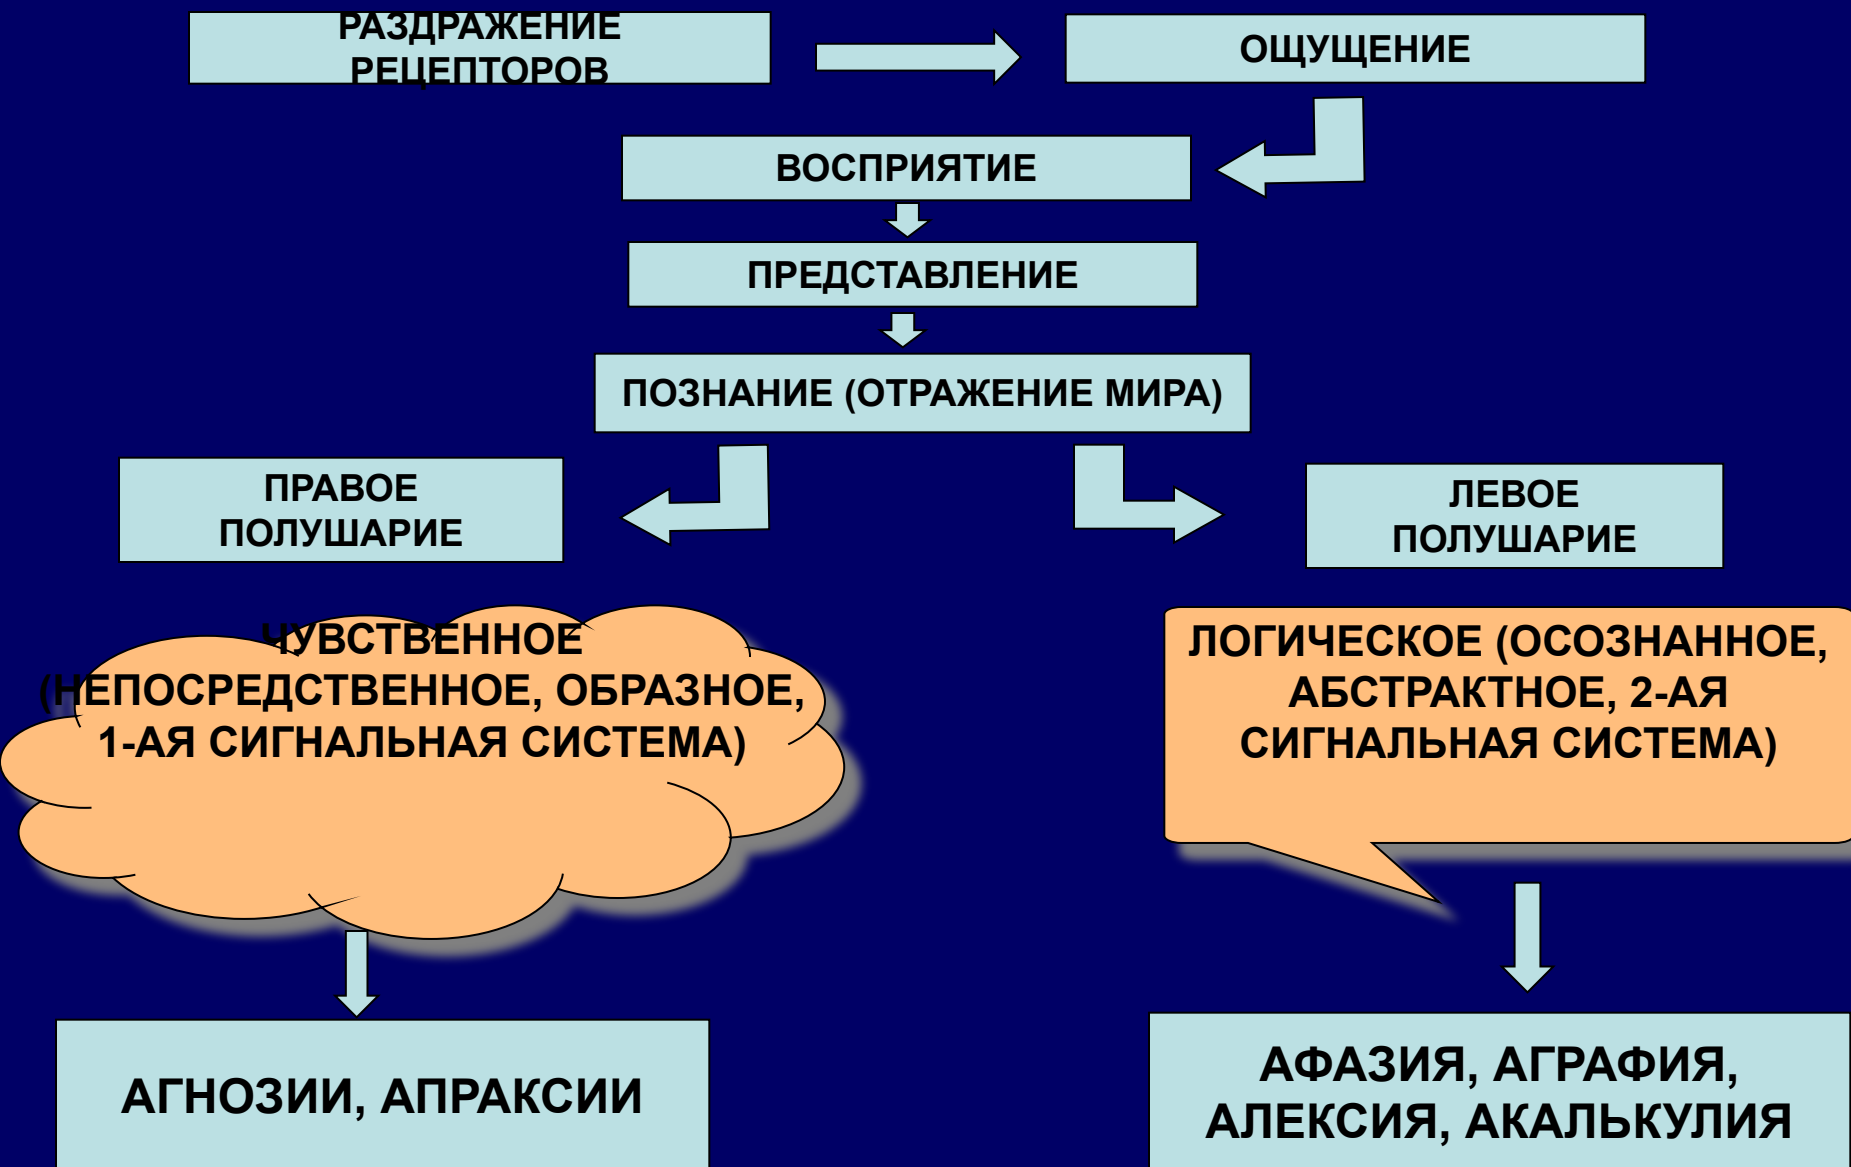 РАЗДРАЖЕНИЕ
РЕЦЕПТОРОВ
ОЩУЩЕНИЕ
ВОСПРИЯТИЕ
ПРЕДСТАВЛЕНИЕ
ПОЗНАНИЕ (ОТРАЖЕНИЕ МИРА)
ПРАВОЕ
ПОЛУШАРИЕ
ЛЕВОЕ
ПОЛУШАРИЕ
ЧУВСТВЕННОЕ
(НЕПОСРЕДСТВЕННОЕ, ОБРАЗНОЕ,
1-АЯ СИГНАЛЬНАЯ СИСТЕМА)
ЛОГИЧЕСКОЕ (ОСОЗНАННОЕ,
АБСТРАКТНОЕ, 2-АЯ
СИГНАЛЬНАЯ СИСТЕМА)
АГНОЗИИ, АПРАКСИИ
АФАЗИЯ, АГРАФИЯ,
АЛЕКСИЯ, АКАЛЬКУЛИЯ